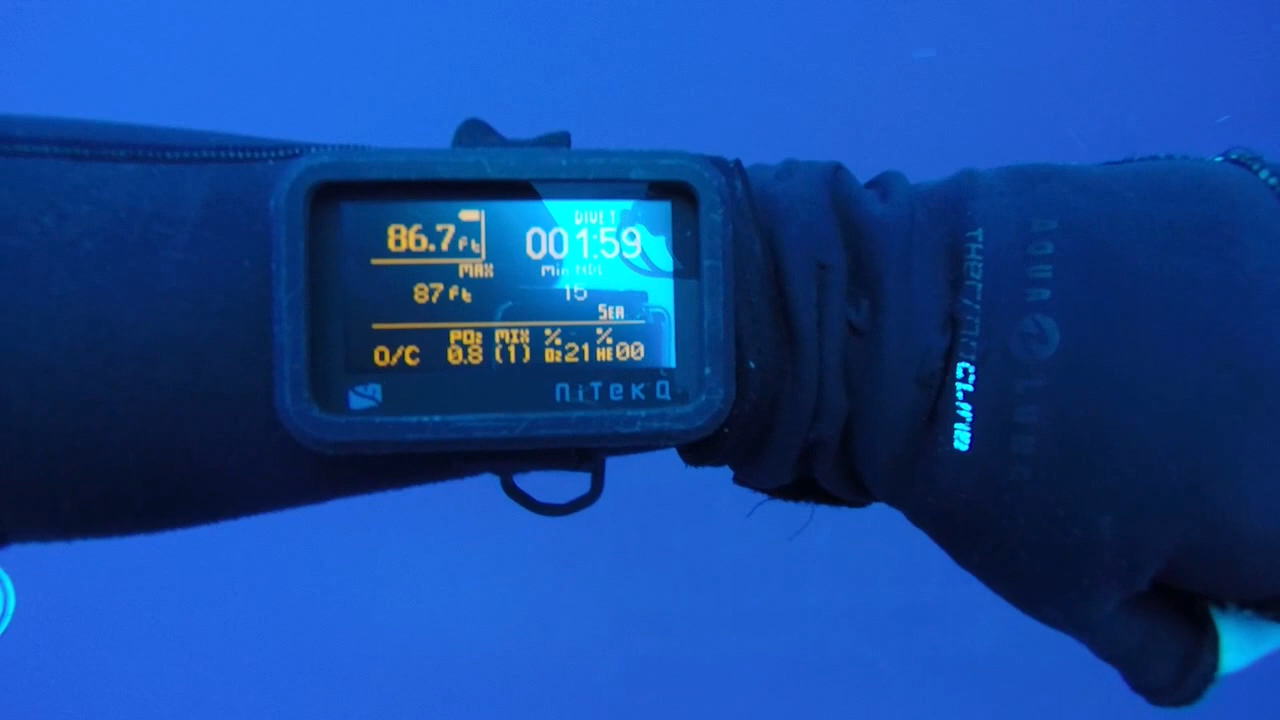 86.7 ft
DIVE T
001:59
MAX
Min NDL
87 ft
15
SEA
PO2 MIX % %
O/C 0.8 (1) O2 21 HE 00
NiTEK Q
AQUA LUNG